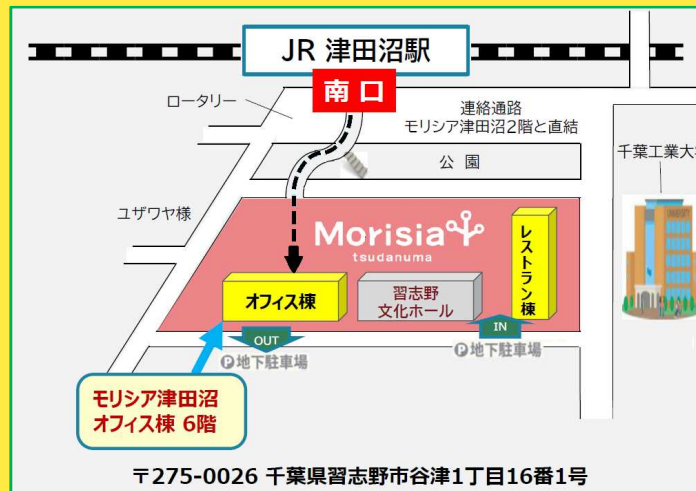 JR 津田沼駅
南 口
ロータリー
連絡通路
モリシア津田沼2階と直結
公 園
千葉工業大
ユザワヤ様
Morisia
tsudanuma
レストラン棟
オフィス棟
習志野
文化ホール
OUT
IN
Ⓟ地下駐車場
Ⓟ地下駐車場
モリシア津田沼
オフィス棟 6階
〒275-0026 千葉県習志野市谷津1丁目16番1号